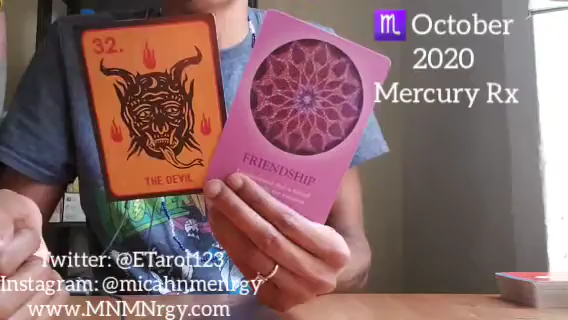 32.
THE DEVIL
FRIENDSHIP
♏ October
2020
Mercury Rx
Twitter: @ETarot123
Instagram: @micahnmenrgy
www.MNMNrgy.com